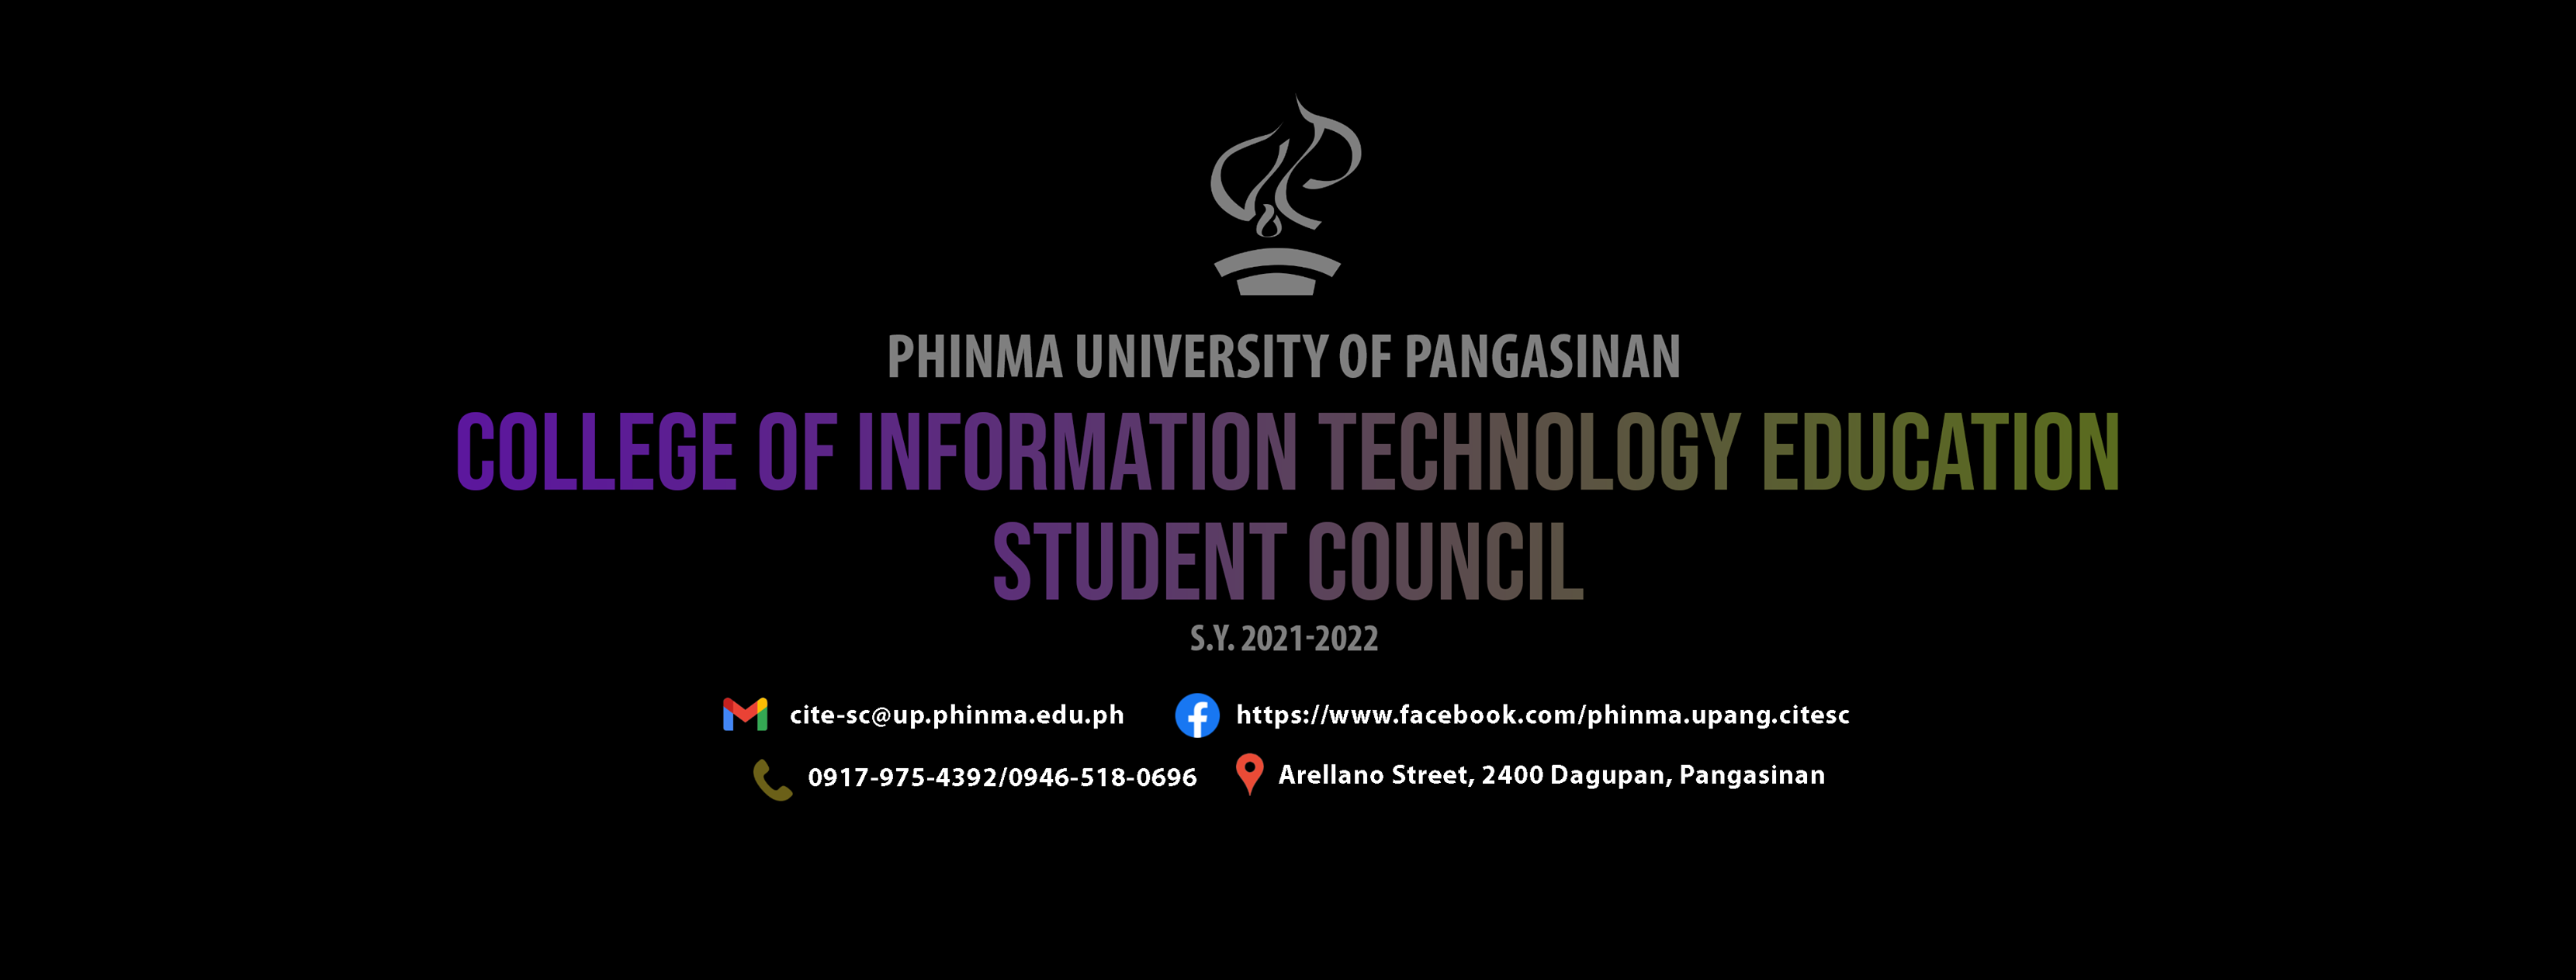 PHINMA UNIVERSITY OF PANGASINAN
COLLEGE OF INFORMATION TECHNOLOGY EDUCATION
STUDENT COUNCIL
S.Y. 2021-2022
cite-sc@up.phinma.edu.ph
https://www.facebook.com/phinma.upang.citesc
0917-975-4392/0946-518-0696
Arellano Street, 2400 Dagupan, Pangasinan